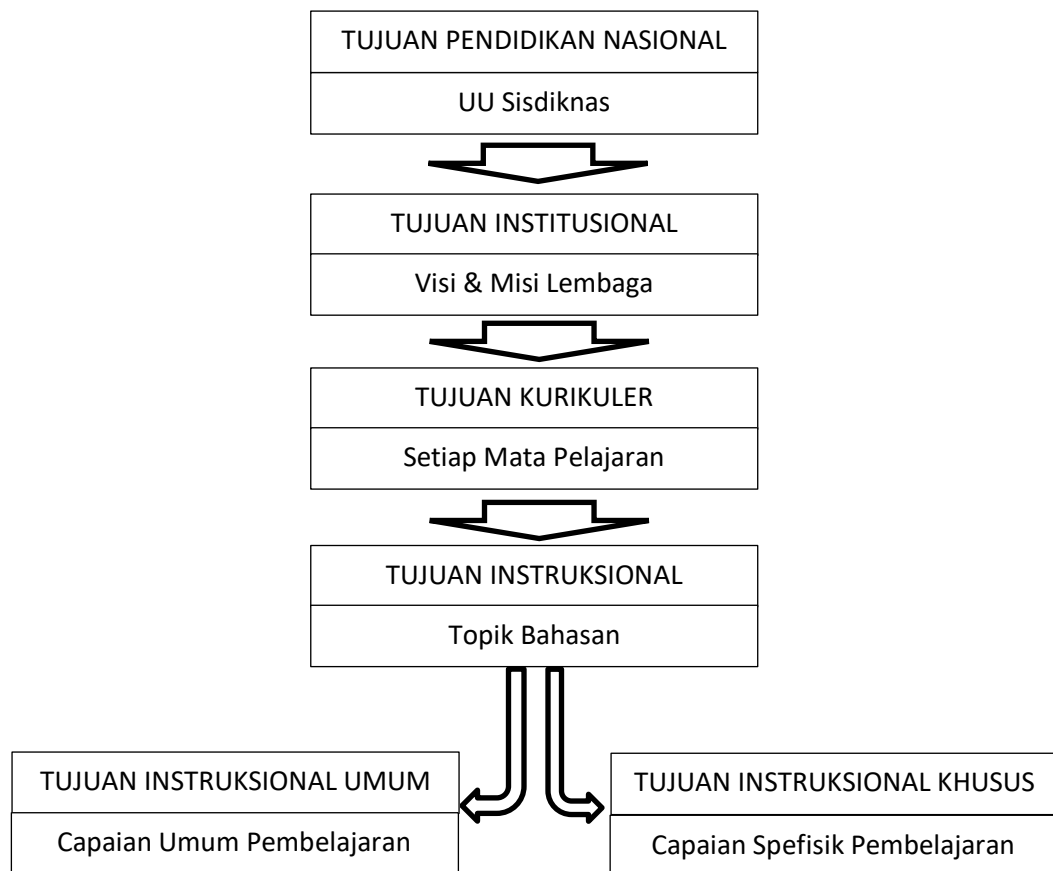 TUJUAN PENDIDIKAN NASIONAL
UU Sisdiknas
TUJUAN INSTITUSIONAL
Visi & Misi Lembaga
TUJUAN KURIKULER
Setiap Mata Pelajaran
TUJUAN INSTRUKSIONAL
Topik Bahasan
TUJUAN INSTRUKSIONAL UMUM
Capaian Umum Pembelajaran
TUJUAN INSTRUKSIONAL KHUSUS
Capaian Spefisik Pembelajaran